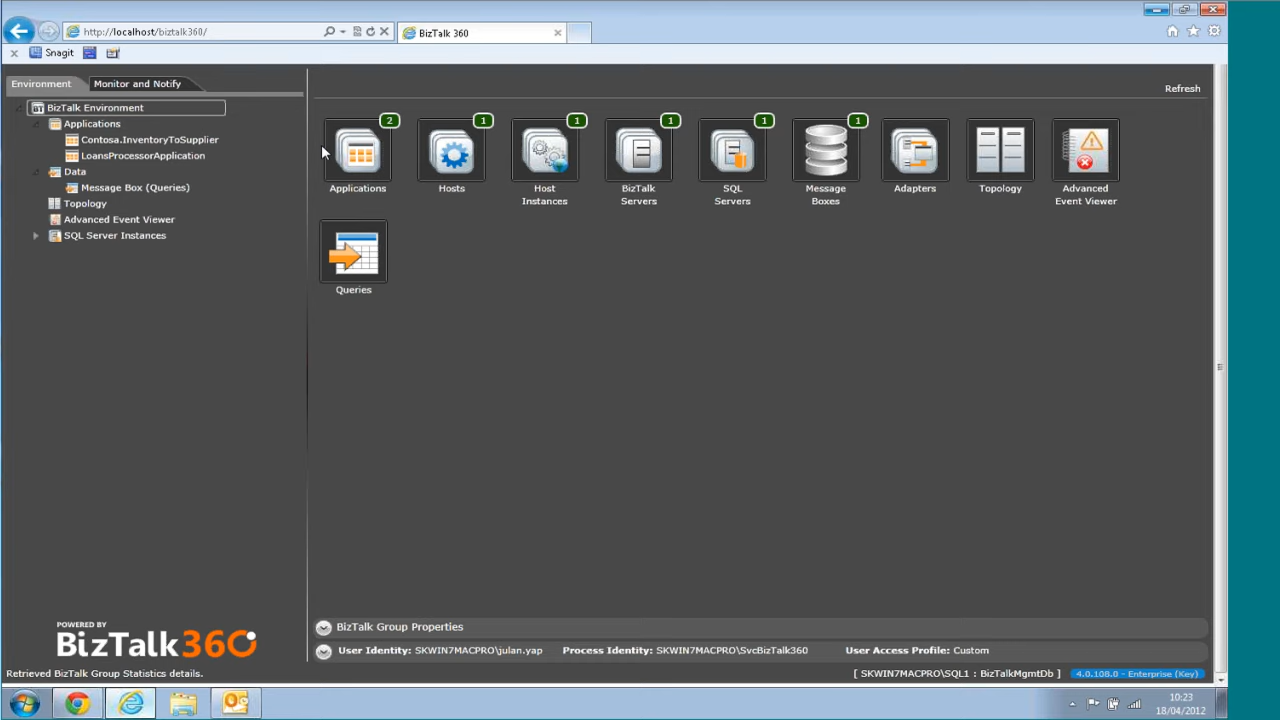 http://localhost/biztalk360/
BizTalk 360
Snagit
Environment
Monitor and Notify
BizTalk Environment
Applications
Contosa.InventoryToSupplier
LoansProcessorApplication
Data
Message Box (Queries)
Topology
Advanced Event Viewer
SQL Server Instances
Refresh
2
1
1
1
1
1
Applications
Hosts
Host
Instances
BizTalk
Servers
SQL
Servers
Message
Boxes
Adapters
Topology
Advanced
Event Viewer
Queries
POWERED BY
BizTalk360
BizTalk Group Properties
User Identity: SKWIN7MACPRO\julan.yap Process Identity: SKWIN7MACPRO\SvcBizTalk360 User Access Profile: Custom
Retrieved BizTalk Group Statistics details.
[ SKWIN7MACPRO\SQL1 : BizTalkMgmtDb ]
4.0.108.0 - Enterprise (Key)
10:23
18/04/2012